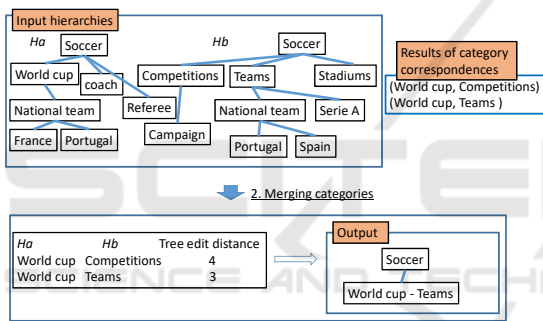 Input hierarchies
Ha Soccer Hb Soccer
Results of category correspondences
World cup coach Competitions Teams Stadiums
(World cup, Competitions)
(World cup, Teams )
National team Referee National team Serie A
Campaign
France Portugal Portugal Spain
2. Merging categories
Output
Ha Hb Tree edit distance
World cup Competitions 4
World cup Teams 3
Soccer
World cup - Teams